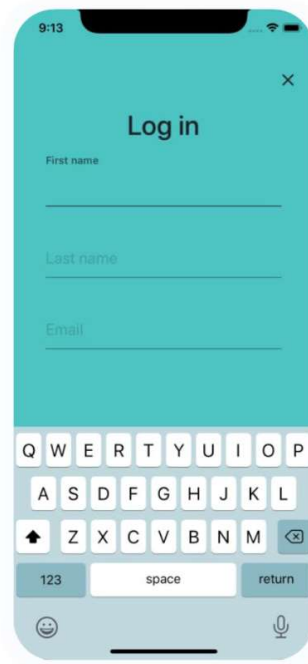 9:13
Log in
First name
Last name
Email
Q W E R T Y U I O P
A S D F G H J K L
Z X C V B N M
123 space return